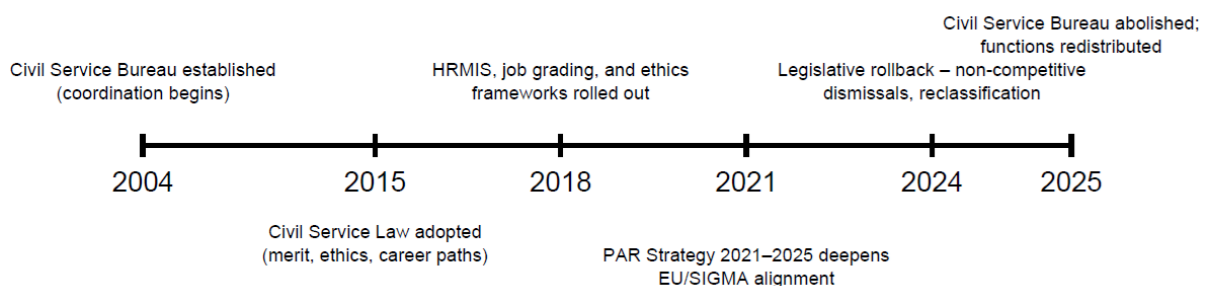 Civil Service Bureau established
(coordination begins)
HRMIS, job grading, and ethics
frameworks rolled out
Civil Service Bureau abolished;
functions redistributed
Legislative rollback – non-competitive
dismissals, reclassification
2004
2015
2018
2021
2024
2025
Civil Service Law adopted
(merit, ethics, career paths)
PAR Strategy 2021–2025 deepens
EU/SIGMA alignment